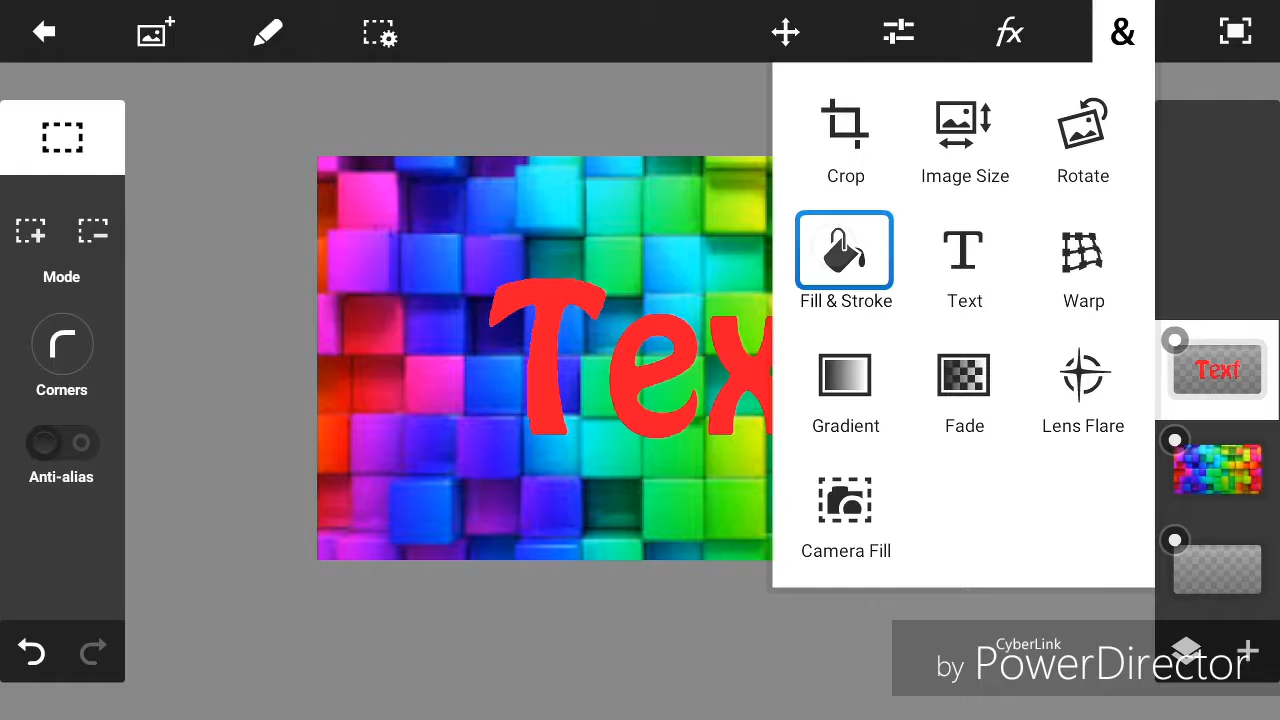 fx
&
Crop
Image Size
Rotate
Mode
Fill & Stroke
T
Text
Warp
Tex
Corners
Text
Gradient
Fade
Lens Flare
Anti-alias
Camera Fill
CyberLink
by PowerDirector